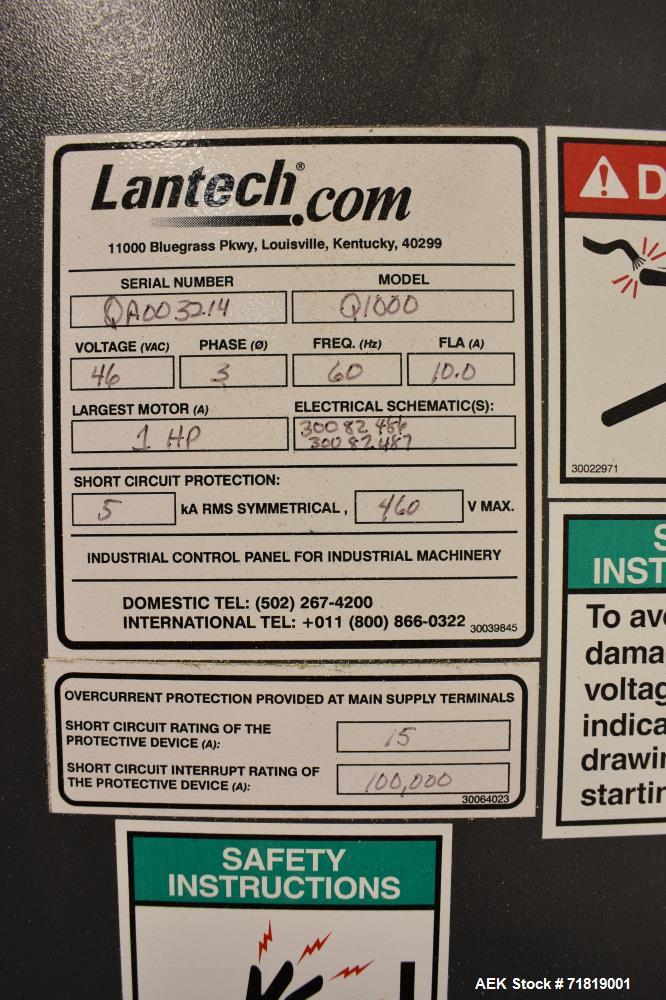 Lantech®.com
11000 Bluegrass Pkwy, Louisville, Kentucky, 40299
SERIAL NUMBER MODEL
QA003214 Q1000
VOLTAGE (VAC) PHASE (Ø) FREQ. (Hz) FLA (A)
46 3 60 10.0
LARGEST MOTOR (A) ELECTRICAL SCHEMATIC(S):
1 HP 30082486
30082487
SHORT CIRCUIT PROTECTION:
5 kA RMS SYMMETRICAL, 460 V MAX.
INDUSTRIAL CONTROL PANEL FOR INDUSTRIAL MACHINERY
DOMESTIC TEL: (502) 267-4200
INTERNATIONAL TEL: +011 (800) 866-0322 30039845
OVERCURRENT PROTECTION PROVIDED AT MAIN SUPPLY TERMINALS
SHORT CIRCUIT RATING OF THE
PROTECTIVE DEVICE (A): 15
SHORT CIRCUIT INTERRUPT RATING OF
THE PROTECTIVE DEVICE (A): 100,000
30064023
SAFETY
INSTRUCTIONS
D
30022971
S
INST
To av
dama
voltag
indica
drawin
startin
AEK Stock #71819001